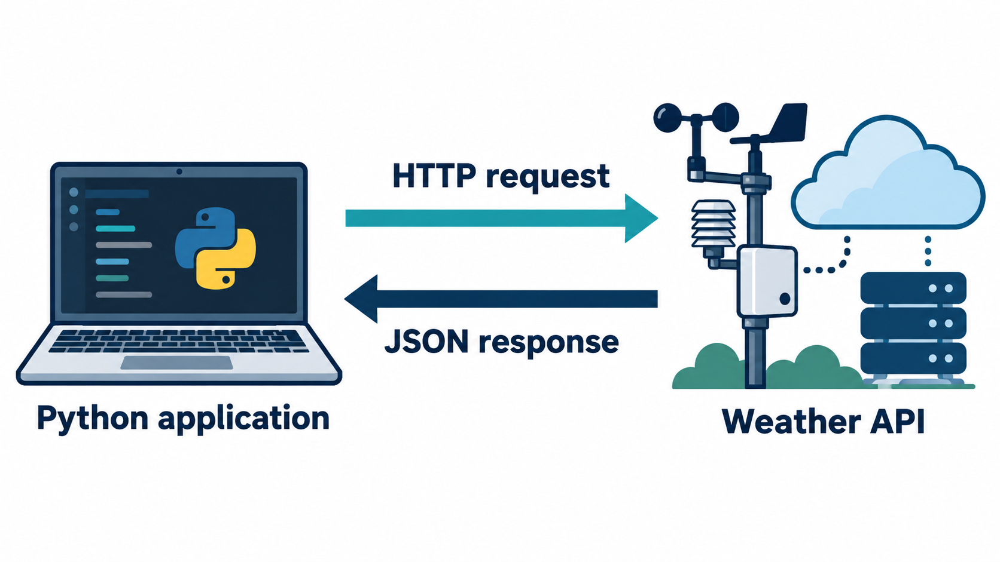 HTTP request
JSON response
Python application
Weather API